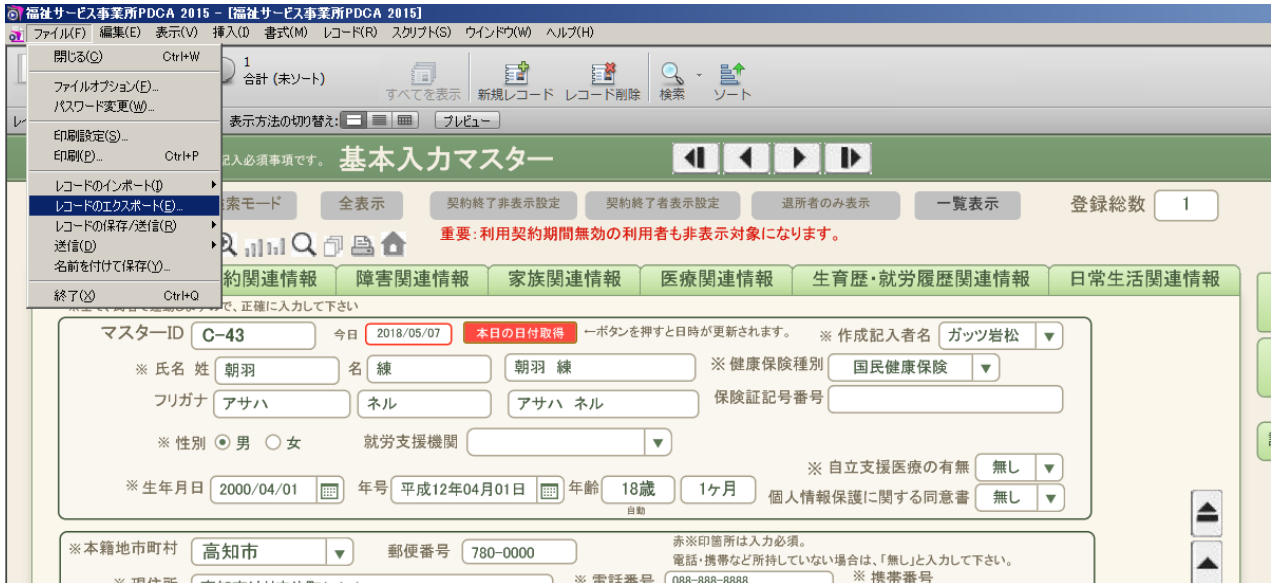 福祉サービス事業所PDCA 2015 - [福祉サービス事業所PDCA 2015]
ファイル(F) 編集(E) 表示(V) 挿入(I) 書式(M) レコード(R) スクリプト(S) ウインドウ(W) ヘルプ(H)
閉じる(C) Ctrl+W
ファイルオプション(F)...
パスワード変更(W)...
印刷設定(S)...
印刷(P)... Ctrl+P
レコードのインポート(I)
レコードのエクスポート(E)...
レコードの保存/送信(R)
送信(D)
名前を付けて保存(Y)...
終了(X) Ctrl+Q
1
合計 (未ソート)
すべてを表示 新規レコード レコード削除 検索 ソート
表示方法の切り替え: プレビュー
記入必須事項です。 基本入力マスター
索モード 全表示 契約終了非表示設定 契約終了者表示設定 退所者のみ表示 一覧表示 登録総数 1
重要：利用契約期間無効の利用者も非表示対象になります。
約関連情報 障害関連情報 家族関連情報 医療関連情報 生育歴・就労履歴関連情報 日常生活関連情報
で、正確に入力して下さい
マスターID C-43 今日 2018/05/07 本日の日付取得 ←ボタンを押すと日時が更新されます。 ※ 作成記入者名 ガッツ岩松
※ 氏名 姓 朝羽 名 練 朝羽 練 ※ 健康保険種別 国民健康保険
フリガナ アサハ ネル アサハ ネル 保険証記号番号
※ 性別 男 女 就労支援機関
※ 自立支援医療の有無 無し
※ 生年月日 2000/04/01 年号 平成12年04月01日 年齢 18歳 1ヶ月 個人情報保護に関する同意書 無し
自動
※本籍地市町村 高知市 郵便番号 780-0000 赤※印箇所は入力必須。
電話・携帯など所持していない場合は、「無し」と入力して下さい。
※ 現住所 ※ 電話番号 088-888-8888 ※ 携帯番号